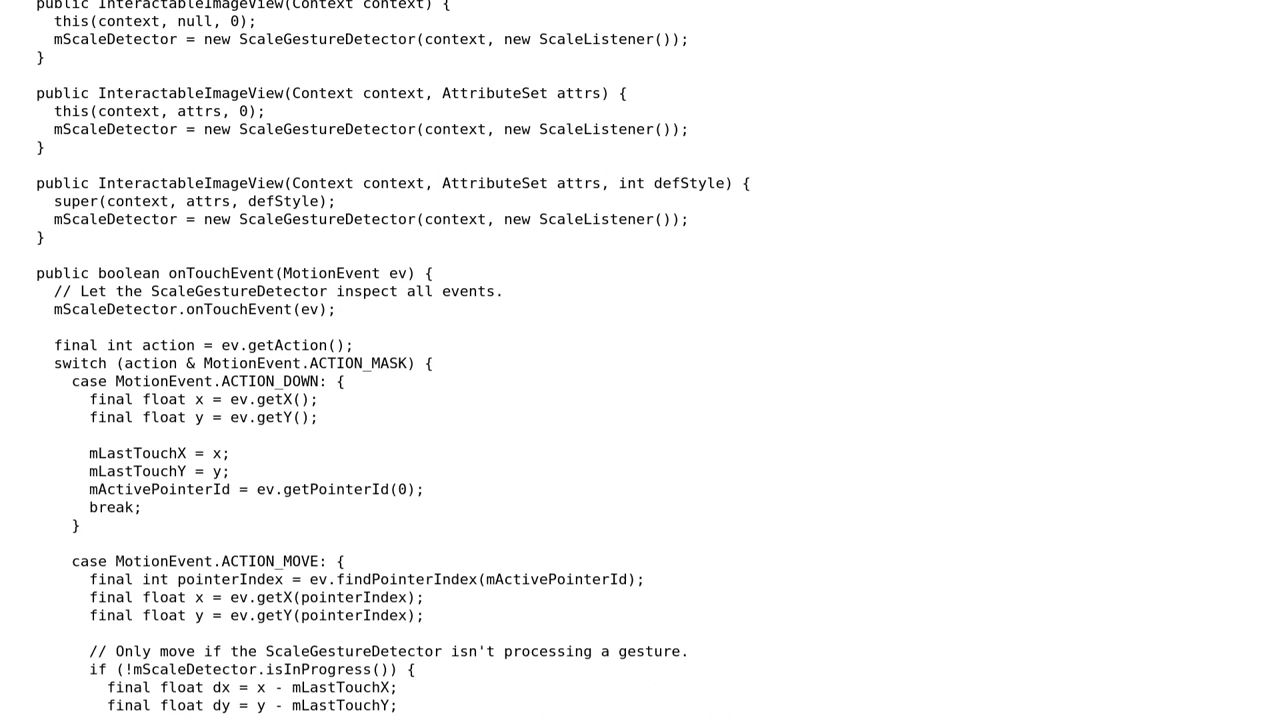 public InteractableImageView(Context context) {
this(context, null, 0);
mScaleDetector = new ScaleGestureDetector(context, new ScaleListener());
}
public InteractableImageView(Context context, AttributeSet attrs) {
this(context, attrs, 0);
mScaleDetector = new ScaleGestureDetector(context, new ScaleListener());
}
public InteractableImageView(Context context, AttributeSet attrs, int defStyle) {
super(context, attrs, defStyle);
mScaleDetector = new ScaleGestureDetector(context, new ScaleListener());
}
public boolean onTouchEvent(MotionEvent ev) {
// Let the ScaleGestureDetector inspect all events.
mScaleDetector.onTouchEvent(ev);
final int action = ev.getAction();
switch (action & MotionEvent.ACTION_MASK) {
case MotionEvent.ACTION_DOWN: {
final float x = ev.getX();
final float y = ev.getY();
mLastTouchX = x;
mLastTouchY = y;
mActivePointerId = ev.getPointerId(0);
break;
}
case MotionEvent.ACTION_MOVE: {
final int pointerIndex = ev.findPointerIndex(mActivePointerId);
final float x = ev.getX(pointerIndex);
final float y = ev.getY(pointerIndex);
// Only move if the ScaleGestureDetector isn't processing a gesture.
if (!mScaleDetector.isInProgress()) {
final float dx = x - mLastTouchX;
final float dy = y - mLastTouchY;